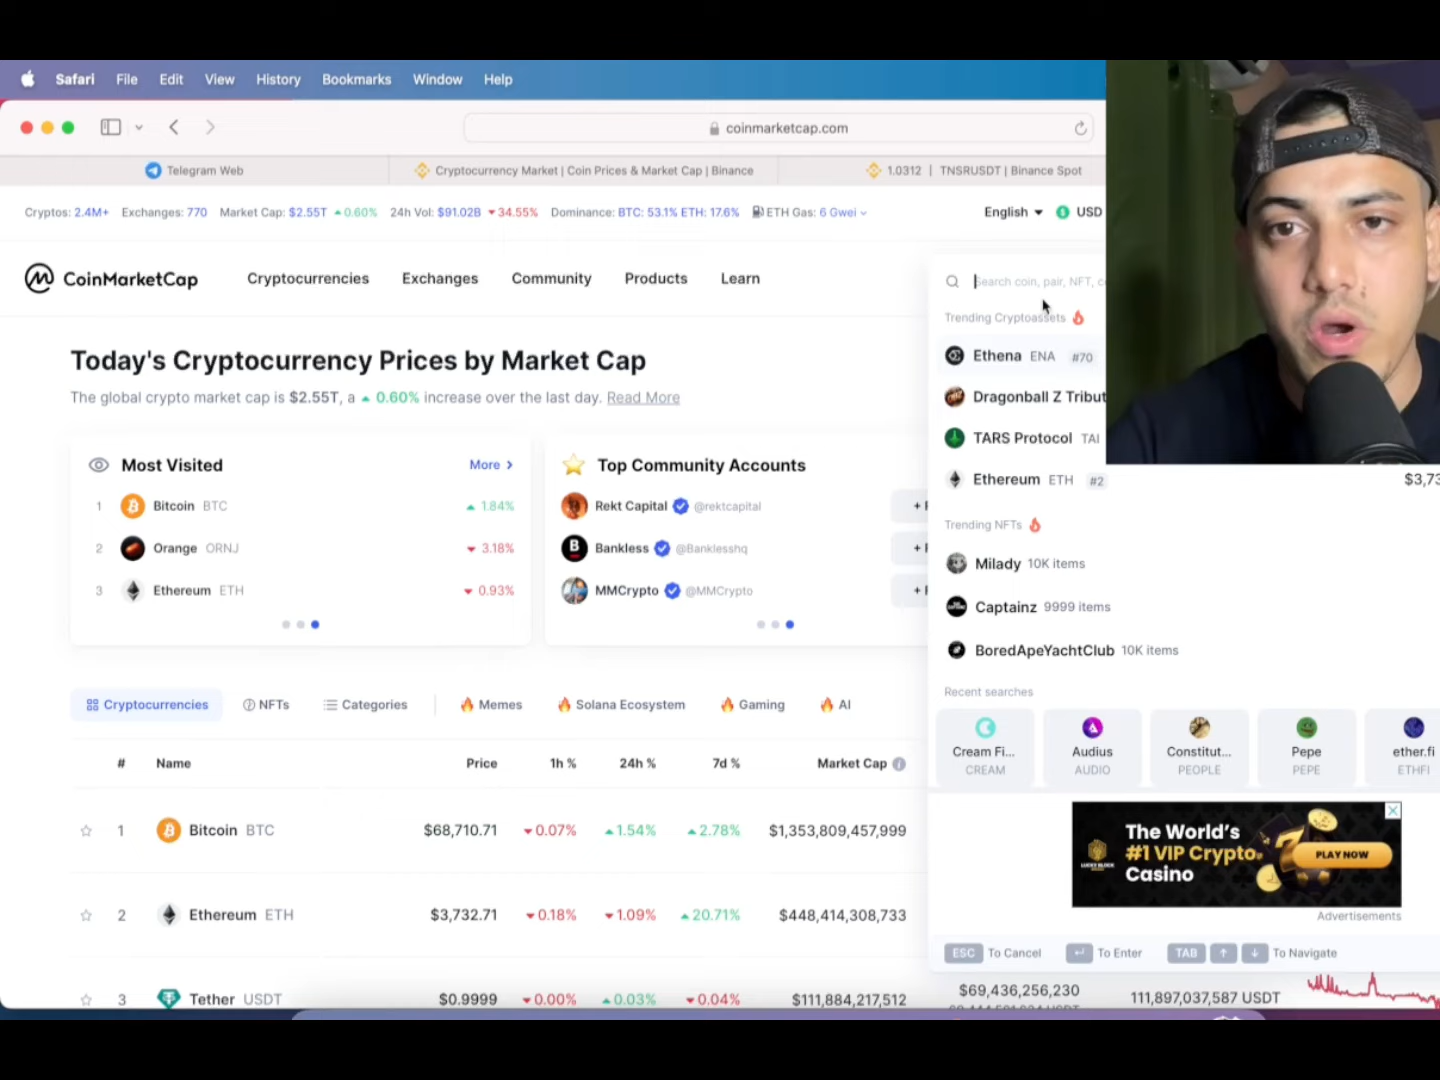 Safari File Edit View History Bookmarks Window Help
coinmarketcap.com
Telegram Web
Cryptocurrency Market | Coin Prices & Market Cap | Binance
1.0312 | TNSRUSDT | Binance Spot
Cryptos: 2.4M+ Exchanges: 770 Market Cap: $2.55T 0.60% 24h Vol: $91.02B 34.55% Dominance: BTC: 53.1% ETH: 17.6% ETH Gas: 6 Gwei
English USD
CoinMarketCap
Cryptocurrencies Exchanges Community Products Learn
Search coin, pair, NFT,
Trending Cryptoassets
Ethena ENA #70
Dragonball Z Tribut
TARS Protocol TAI
Ethereum ETH #2
$3,73
Trending NFTs
Milady 10K items
Captainz 9999 items
BoredApeYachtClub 10K items
Recent searches
Cream Fi... CREAM
Audius AUDIO
Constitut... PEOPLE
Pepe PEPE
ether.fi ETHFI
Today's Cryptocurrency Prices by Market Cap
The global crypto market cap is $2.55T, a 0.60% increase over the last day. Read More
Most Visited More
1 Bitcoin BTC 1.84%
2 Orange ORNJ 3.18%
3 Ethereum ETH 0.93%
Top Community Accounts
Rekt Capital @rektcapital +
B Bankless @Banklesshq +
MMCrypto @MMCrypto +
Cryptocurrencies NFTs Categories Memes Solana Ecosystem Gaming AI
# Name Price 1h % 24h % 7d % Market Cap
1 Bitcoin BTC $68,710.71 0.07% 1.54% 2.78% $1,353,809,457,999
2 Ethereum ETH $3,732.71 0.18% 1.09% 20.71% $448,414,308,733
3 Tether USDT $0.9999 0.00% 0.03% 0.04% $111,884,217,512
$69,436,256,230
111,897,037,587 USDT
LUCKY BLOCK
The World's
#1 VIP Crypto
Casino
PLAY NOW
Advertisements
ESC To Cancel To Enter TAB To Navigate